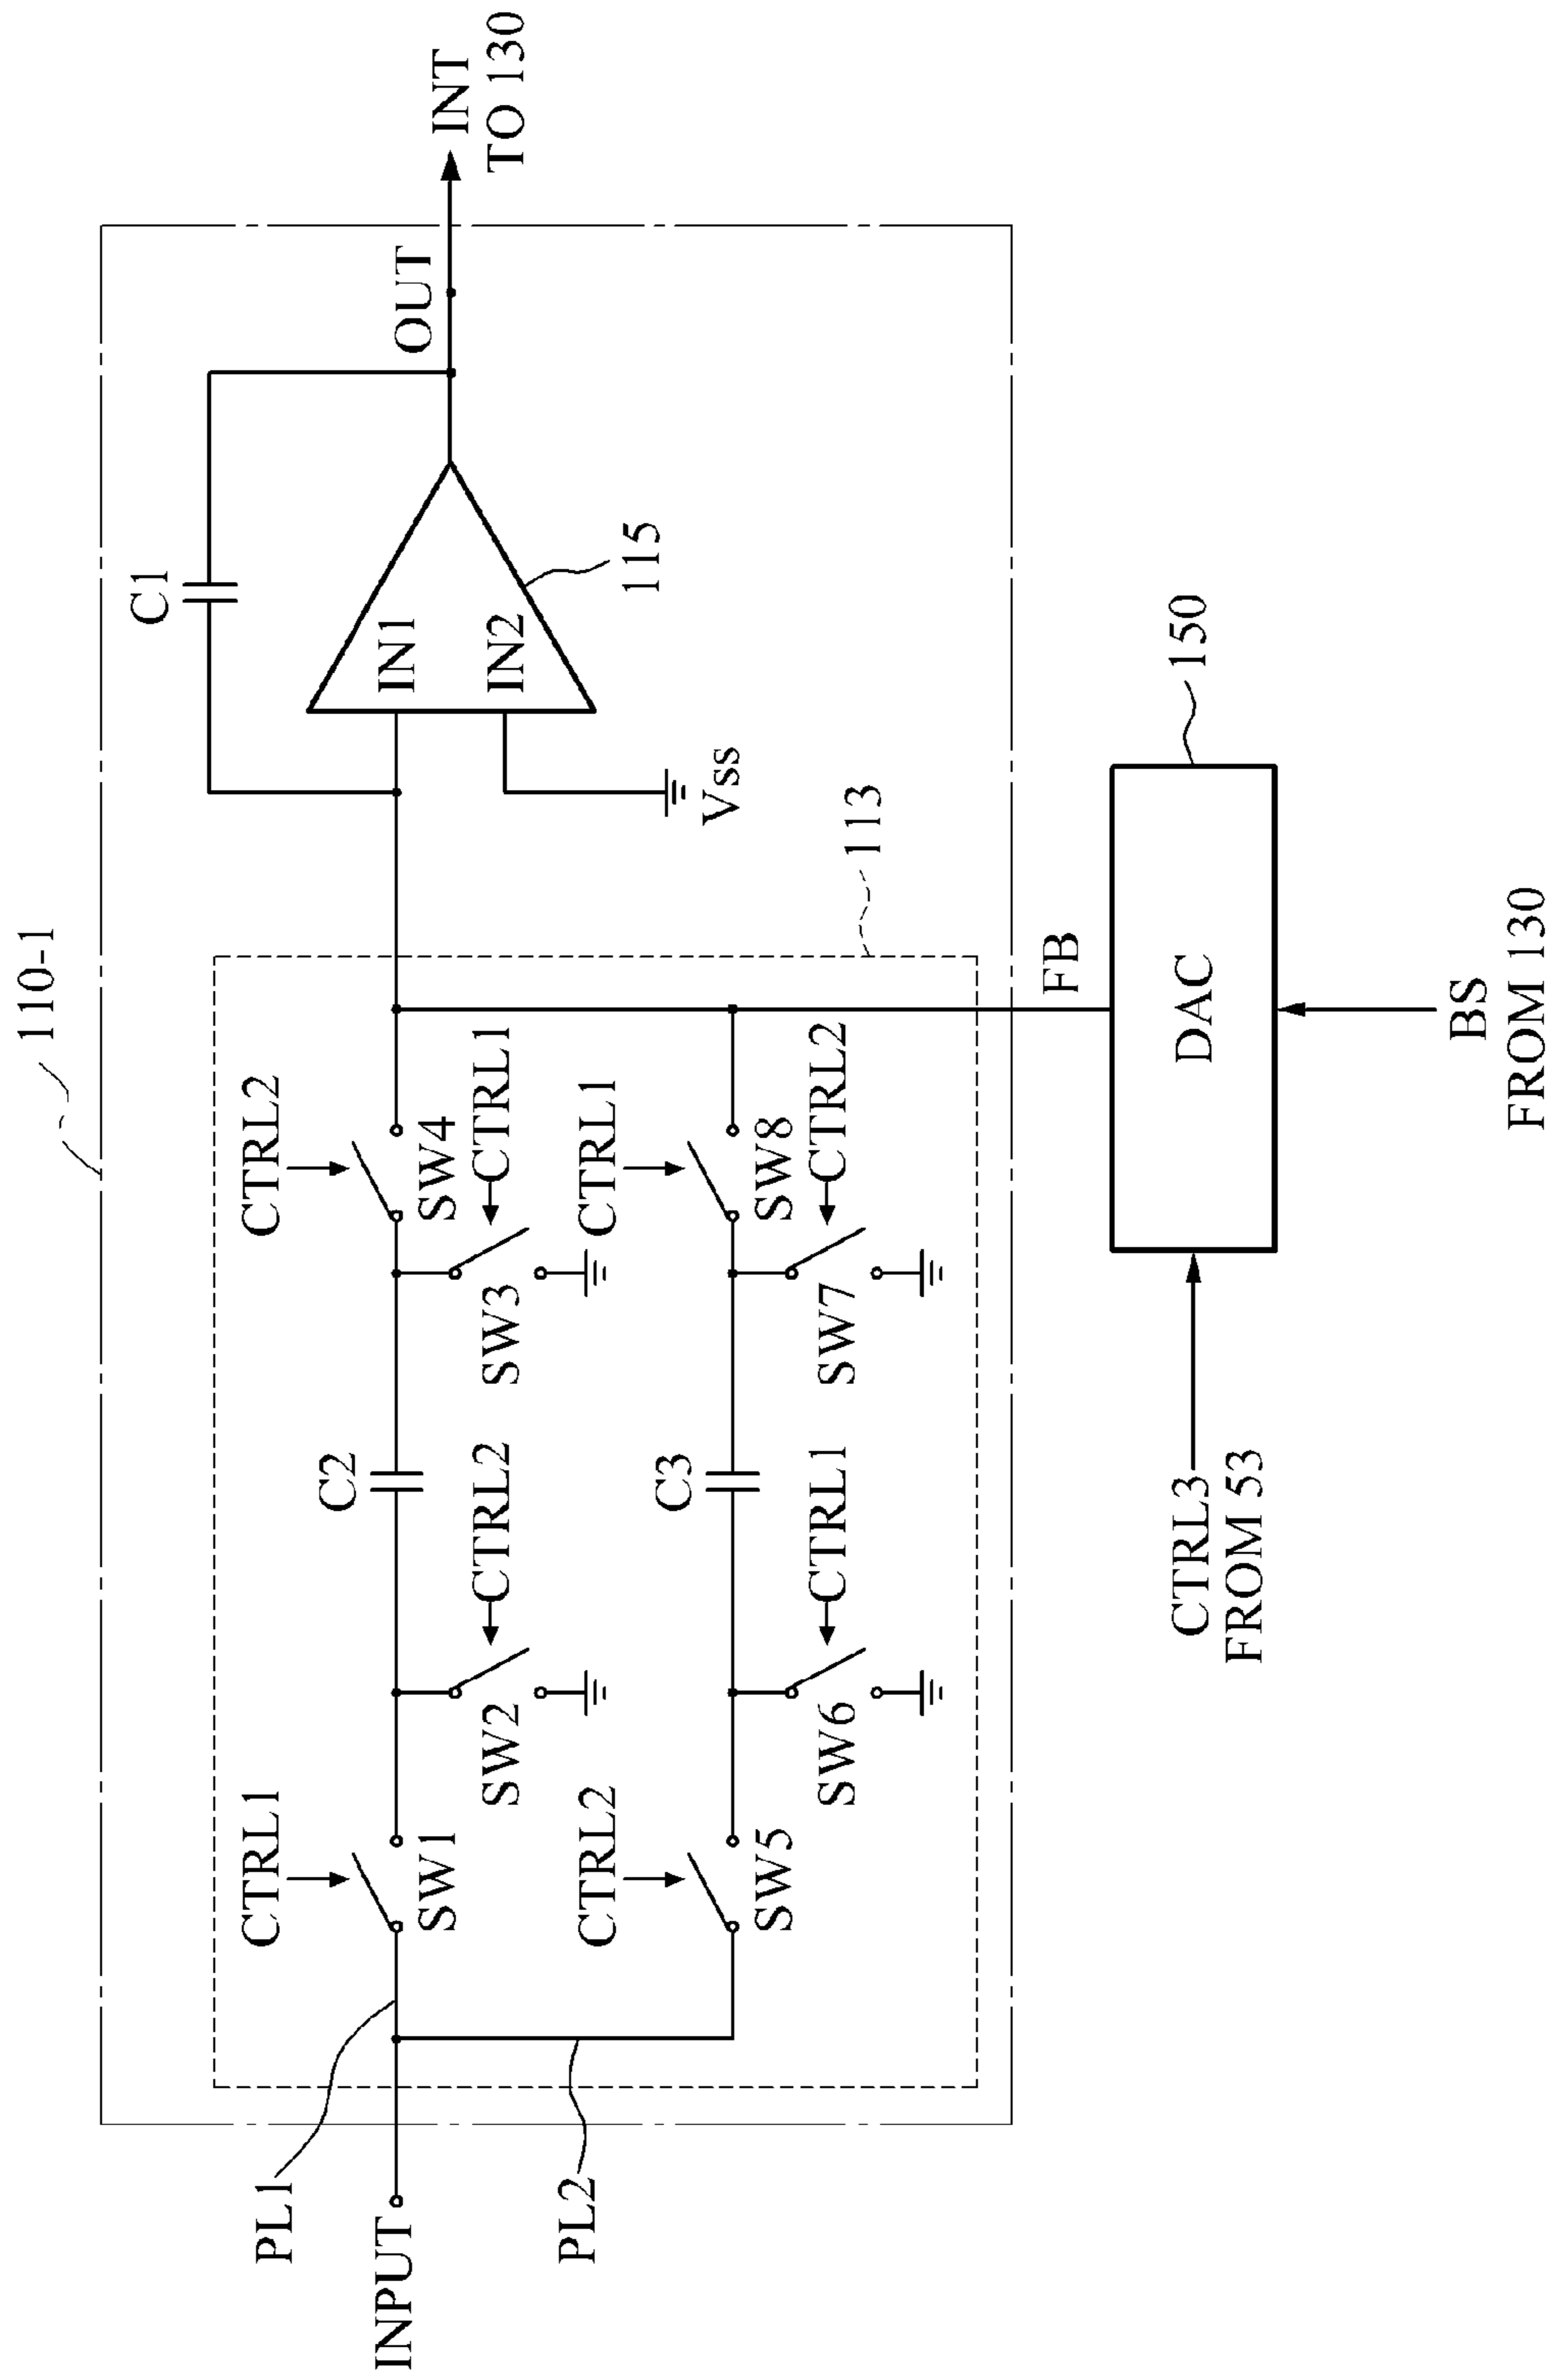 110-1
C1
OUT
INT
TO 130
IN1
IN2
115
Vss
113
CTRL1
SW1
CTRL2
SW2
C2
CTRL1
SW3
CTRL2
SW4
PL1
INPUT
PL2
CTRL2
SW5
CTRL1
SW6
C3
CTRL2
SW7
CTRL1
SW8
FB
DAC
150
CTRL3
FROM 53
BS
FROM 130